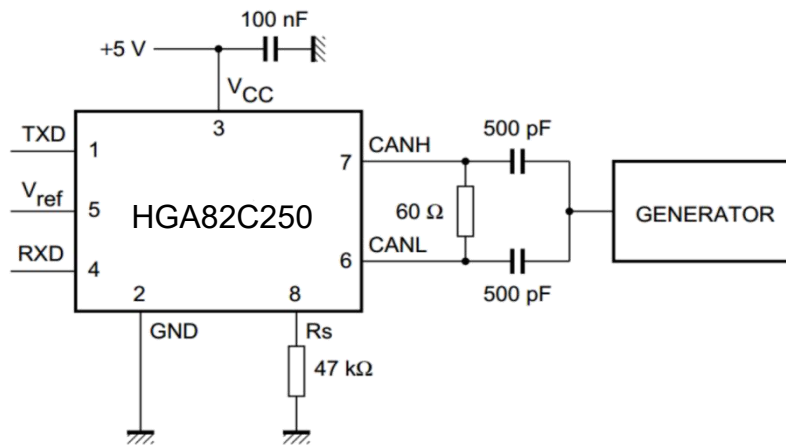 100 nF
+5 V
VCC
3
TXD
1
CANH
7
500 pF
Vref
5
HGA82C250
60 Ω
GENERATOR
RXD
4
CANL
6
500 pF
2
8
GND
Rs
47 kΩ